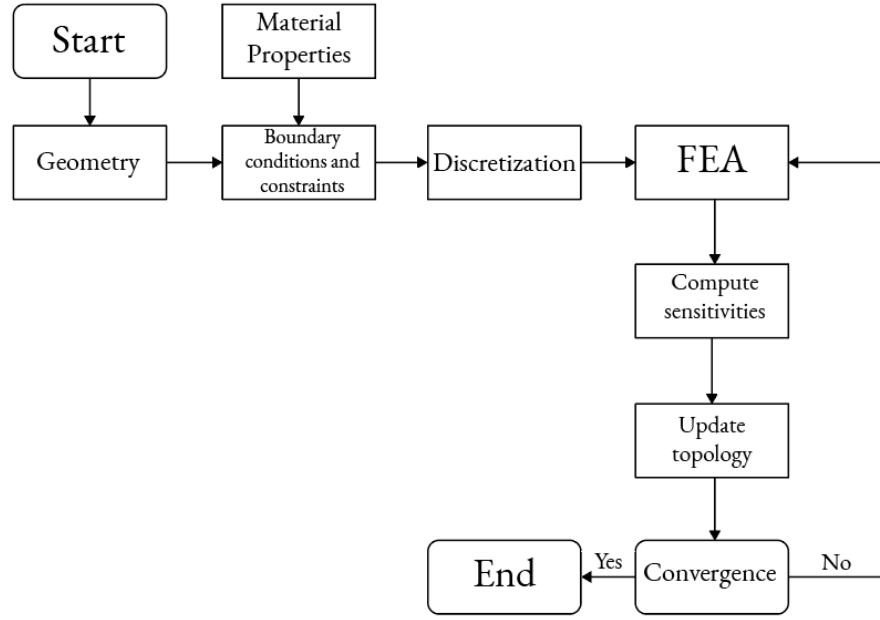 Start
Material
Properties
Geometry
Boundary
conditions and
constraints
Discretization
FEA
Compute
sensitivities
Update
topology
End
Yes
Convergence
No